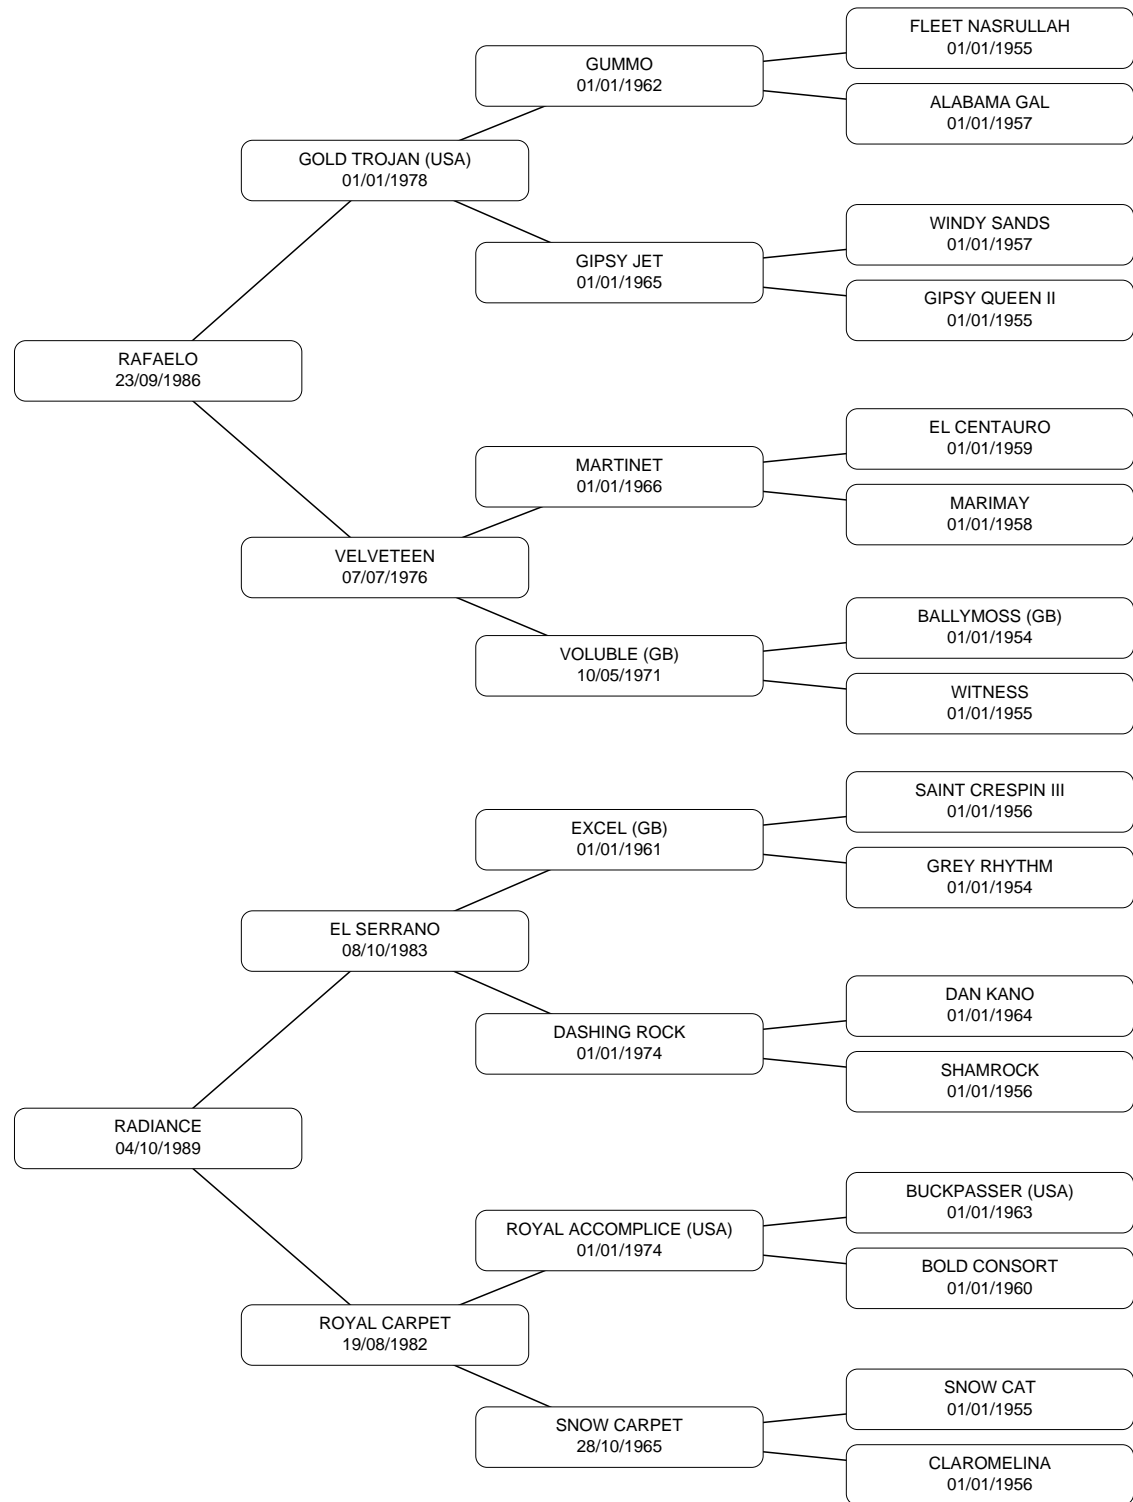 FLEET NASRULLAH
01/01/1955
GUMMO
01/01/1962
ALABAMA GAL
01/01/1957
GOLD TROJAN (USA)
01/01/1978
WINDY SANDS
01/01/1957
GIPSY JET
01/01/1965
GIPSY QUEEN II
01/01/1955
RAFAELO
23/09/1986
EL CENTAURO
01/01/1959
MARTINET
01/01/1966
MARIMAY
01/01/1958
VELVETEEN
07/07/1976
BALLYMOSS (GB)
01/01/1954
VOLUBLE (GB)
10/05/1971
WITNESS
01/01/1955
SAINT CRESPIN III
01/01/1956
EXCEL (GB)
01/01/1961
GREY RHYTHM
01/01/1954
EL SERRANO
08/10/1983
DAN KANO
01/01/1964
DASHING ROCK
01/01/1974
SHAMROCK
01/01/1956
RADIANCE
04/10/1989
BUCKPASSER (USA)
01/01/1963
ROYAL ACCOMPLICE (USA)
01/01/1974
BOLD CONSORT
01/01/1960
ROYAL CARPET
19/08/1982
SNOW CAT
01/01/1955
SNOW CARPET
28/10/1965
CLAROMELINA
01/01/1956